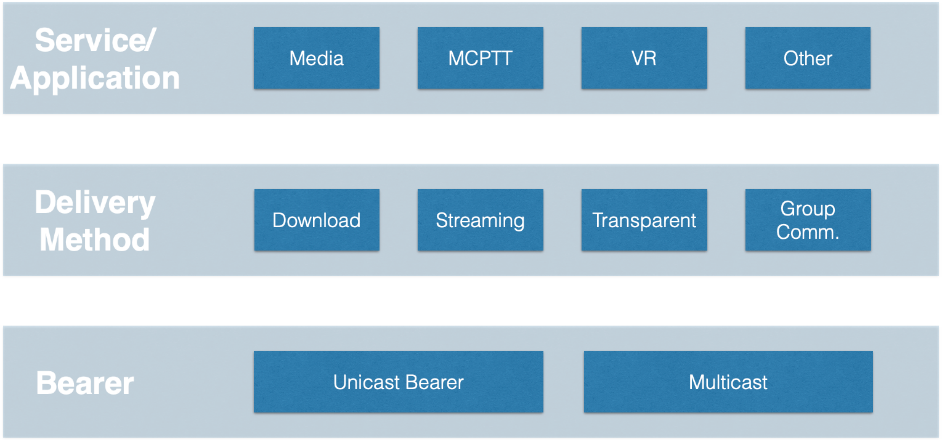 Service/
Application
Media
MCPTT
VR
Other
Delivery
Method
Download
Streaming
Transparent
Group
Comm.
Bearer
Unicast Bearer
Multicast